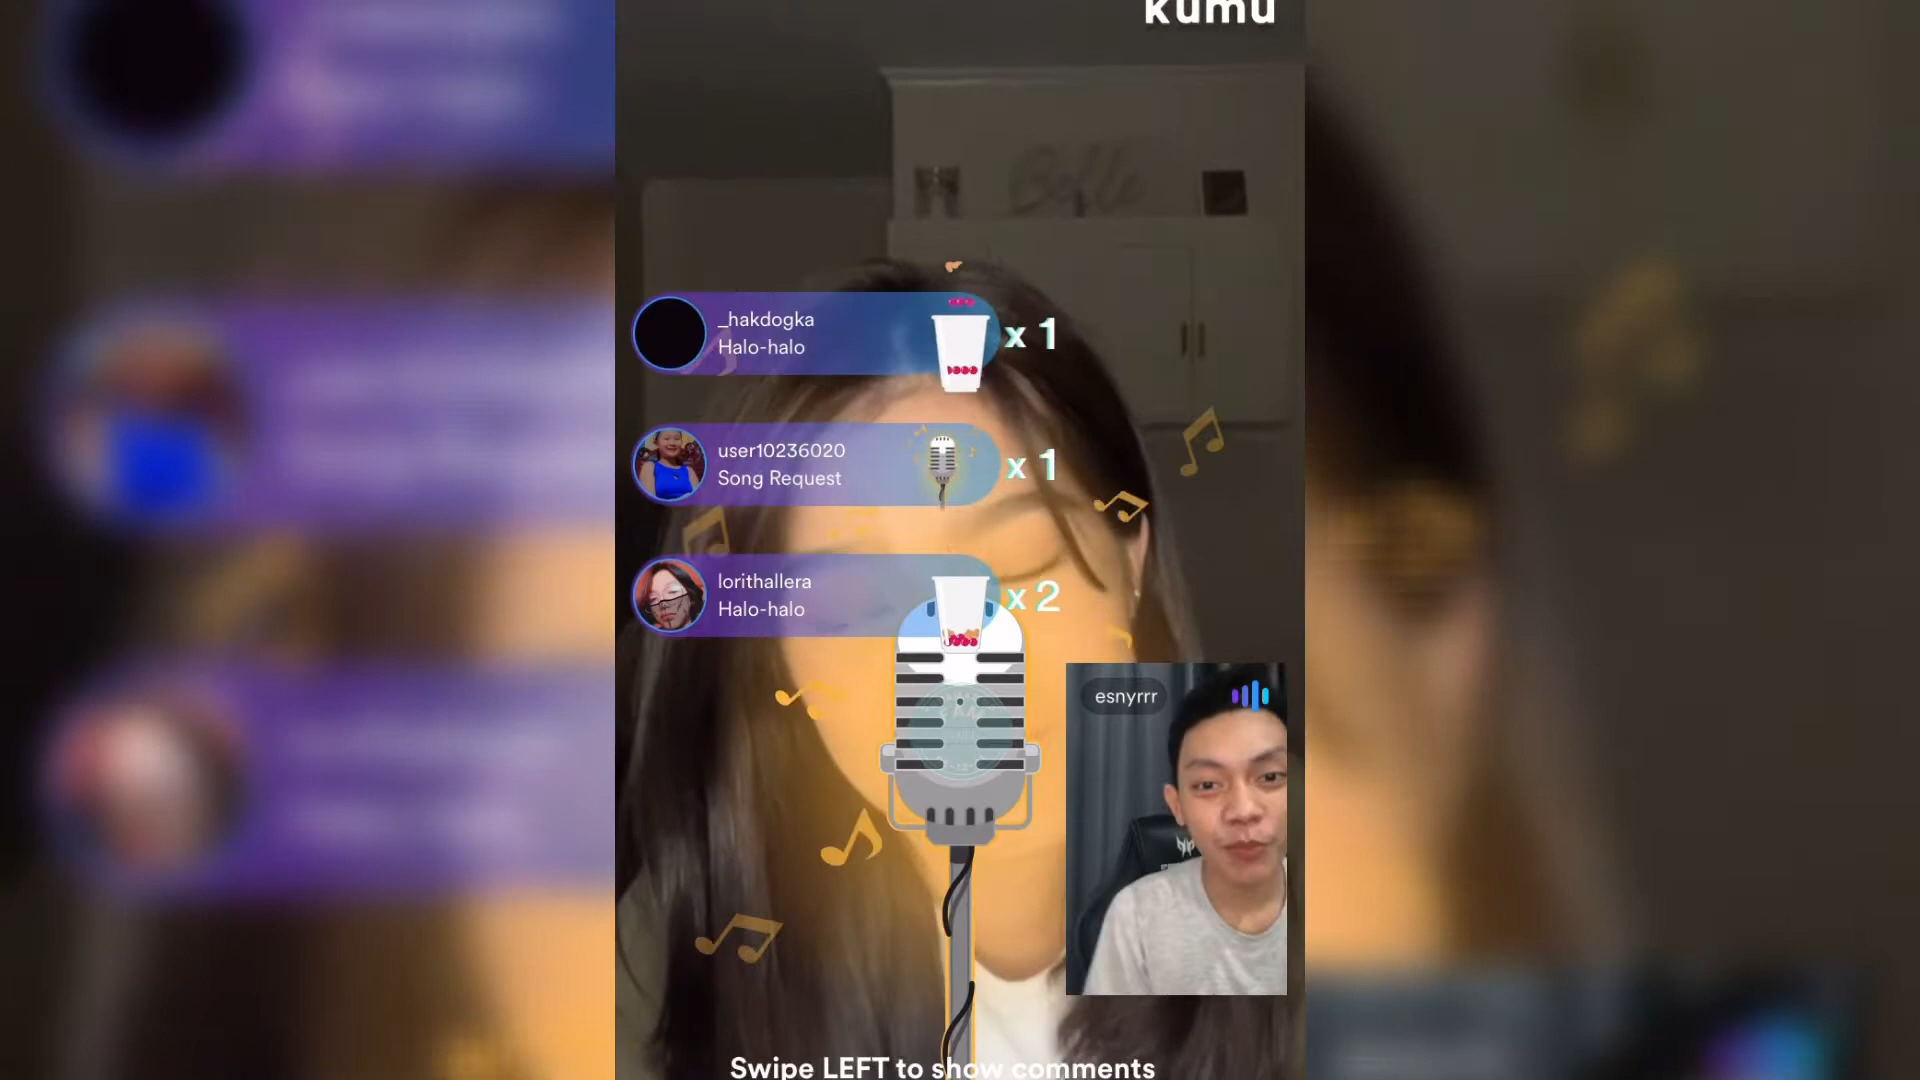 kumu
Belle
_hakdogka
Halo-halo
x 1
user10236020
Song Request
x 1
lorithallera
Halo-halo
x 2
esnyrrr
Swipe LEFT to show comments